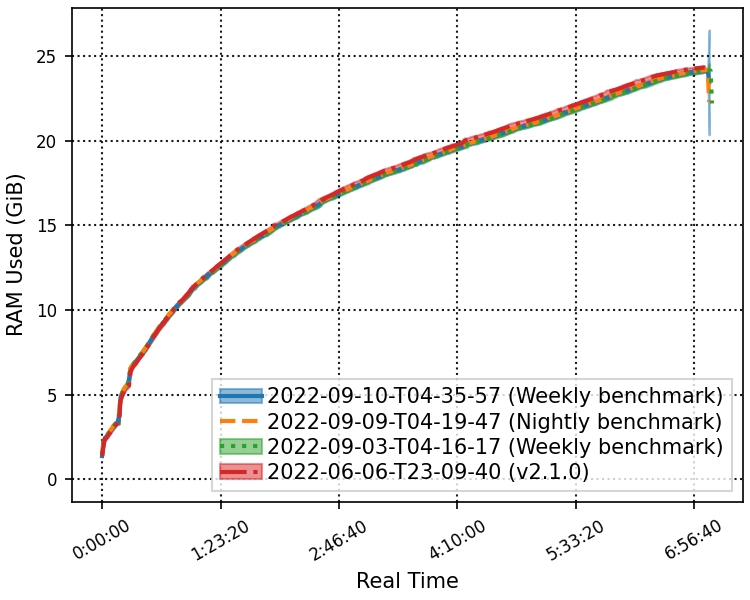 25
20
15
10
5
0
RAM Used (GiB)
2022-09-10-T04-35-57 (Weekly benchmark)
2022-09-09-T04-19-47 (Nightly benchmark)
2022-09-03-T04-16-17 (Weekly benchmark)
2022-06-06-T23-09-40 (v2.1.0)
0:00:00
1:23:20
2:46:40
4:10:00
5:33:20
6:56:40
Real Time